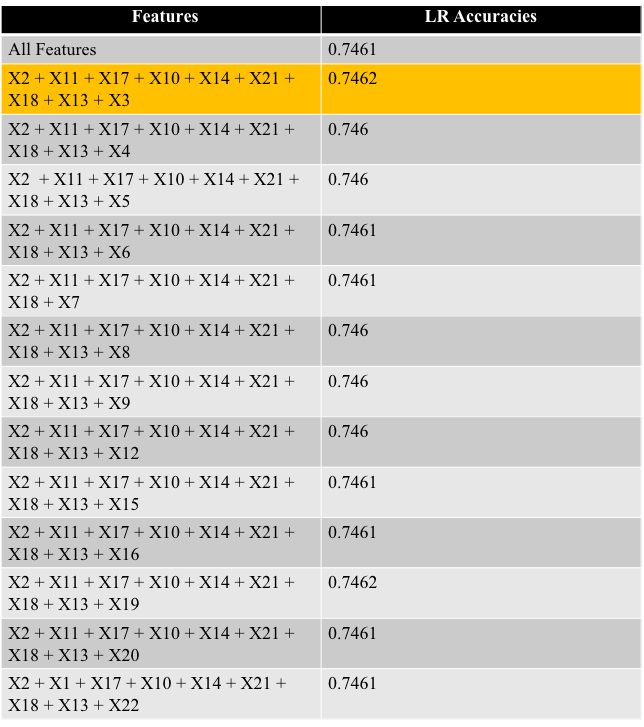 Features LR Accuracies
All Features 0.7461
X2 + X11 + X17 + X10 + X14 + X21 + 0.7462
X18 + X13 + X3
X2 + X11 + X17 + X10 + X14 + X21 + 0.746
X18 + X13 + X4
X2 + X11 + X17 + X10 + X14 + X21 + 0.746
X18 + X13 + X5
X2 + X11 + X17 + X10 + X14 + X21 + 0.7461
X18 + X13 + X6
X2 + X11 + X17 + X10 + X14 + X21 + 0.7461
X18 + X7
X2 + X11 + X17 + X10 + X14 + X21 + 0.746
X18 + X13 + X8
X2 + X11 + X17 + X10 + X14 + X21 + 0.746
X18 + X13 + X9
X2 + X11 + X17 + X10 + X14 + X21 + 0.746
X18 + X13 + X12
X2 + X11 + X17 + X10 + X14 + X21 + 0.7461
X18 + X13 + X15
X2 + X11 + X17 + X10 + X14 + X21 + 0.7461
X18 + X13 + X16
X2 + X11 + X17 + X10 + X14 + X21 + 0.7462
X18 + X13 + X19
X2 + X11 + X17 + X10 + X14 + X21 + 0.7461
X18 + X13 + X20
X2 + X1 + X17 + X10 + X14 + X21 + 0.7461
X18 + X13 + X22